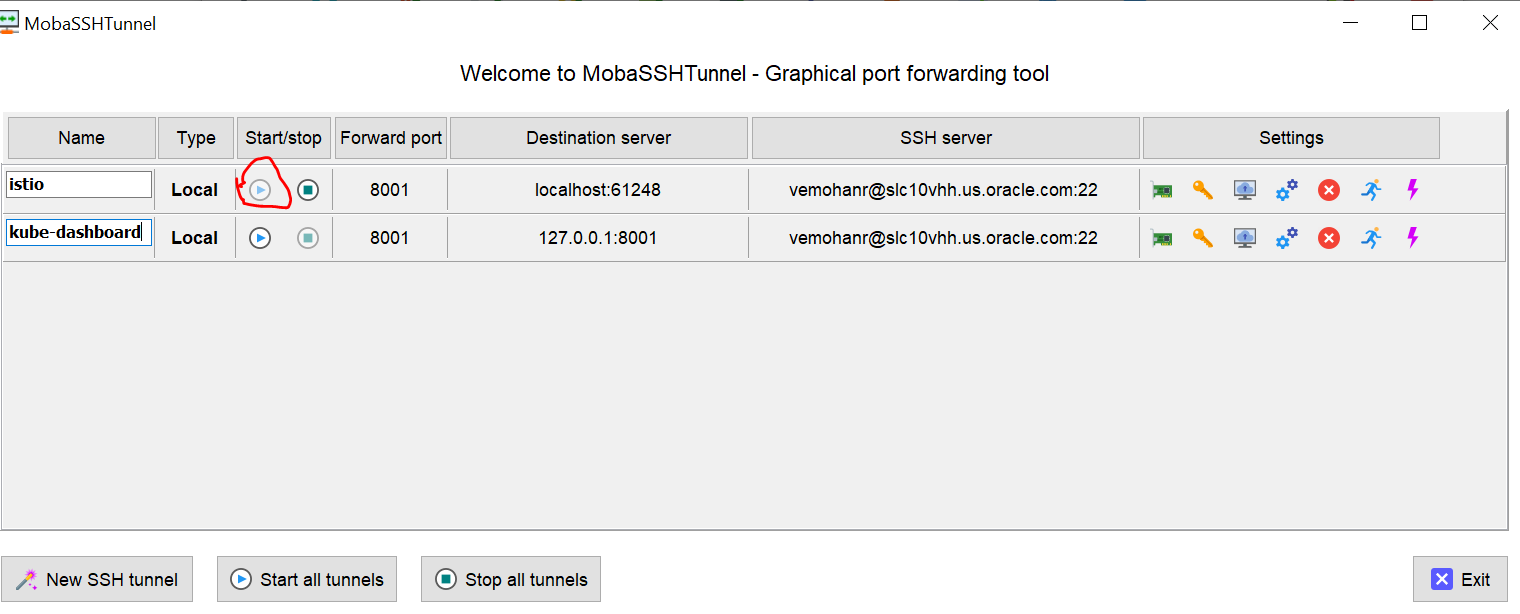 MobaSSHTunnel
Welcome to MobaSSHTunnel - Graphical port forwarding tool
Name Type Start/stop Forward port Destination server SSH server Settings
istio Local 8001 localhost:61248 vemohanr@slc10vhh.us.oracle.com:22
kube-dashboard Local 8001 127.0.0.1:8001 vemohanr@slc10vhh.us.oracle.com:22
New SSH tunnel Start all tunnels Stop all tunnels Exit